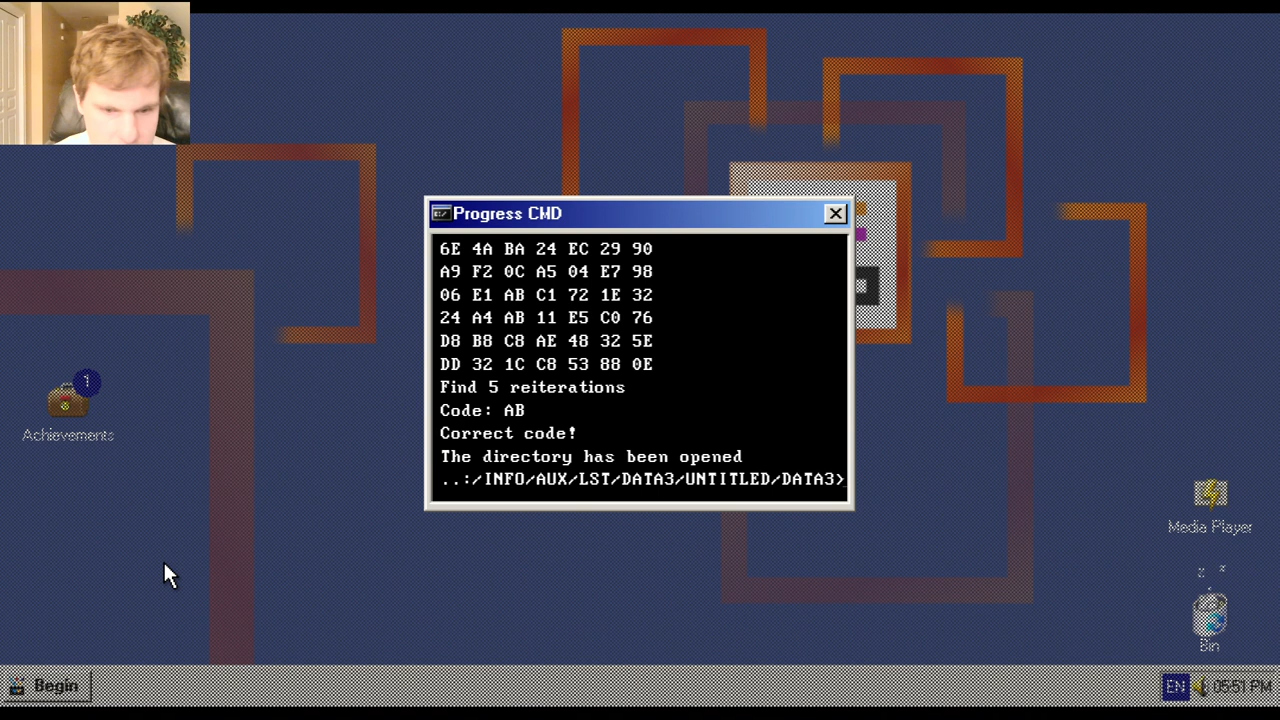 Progress CMD
6E 4A BA 24 EC 29 90
A9 F2 0C A5 04 E7 98
06 E1 AB C1 72 1E 32
24 A4 AB 11 E5 C0 76
D8 B8 C8 AE 48 32 5E
DD 32 1C C8 53 88 0E
Find 5 reiterations
Code: AB
Correct code!
The directory has been opened
..:/INFO/AUX/LST/DATA3/UNTITLED/DATA3>
1
Achievements
Media Player
z z
Bin
Begin
EN 05:51 PM